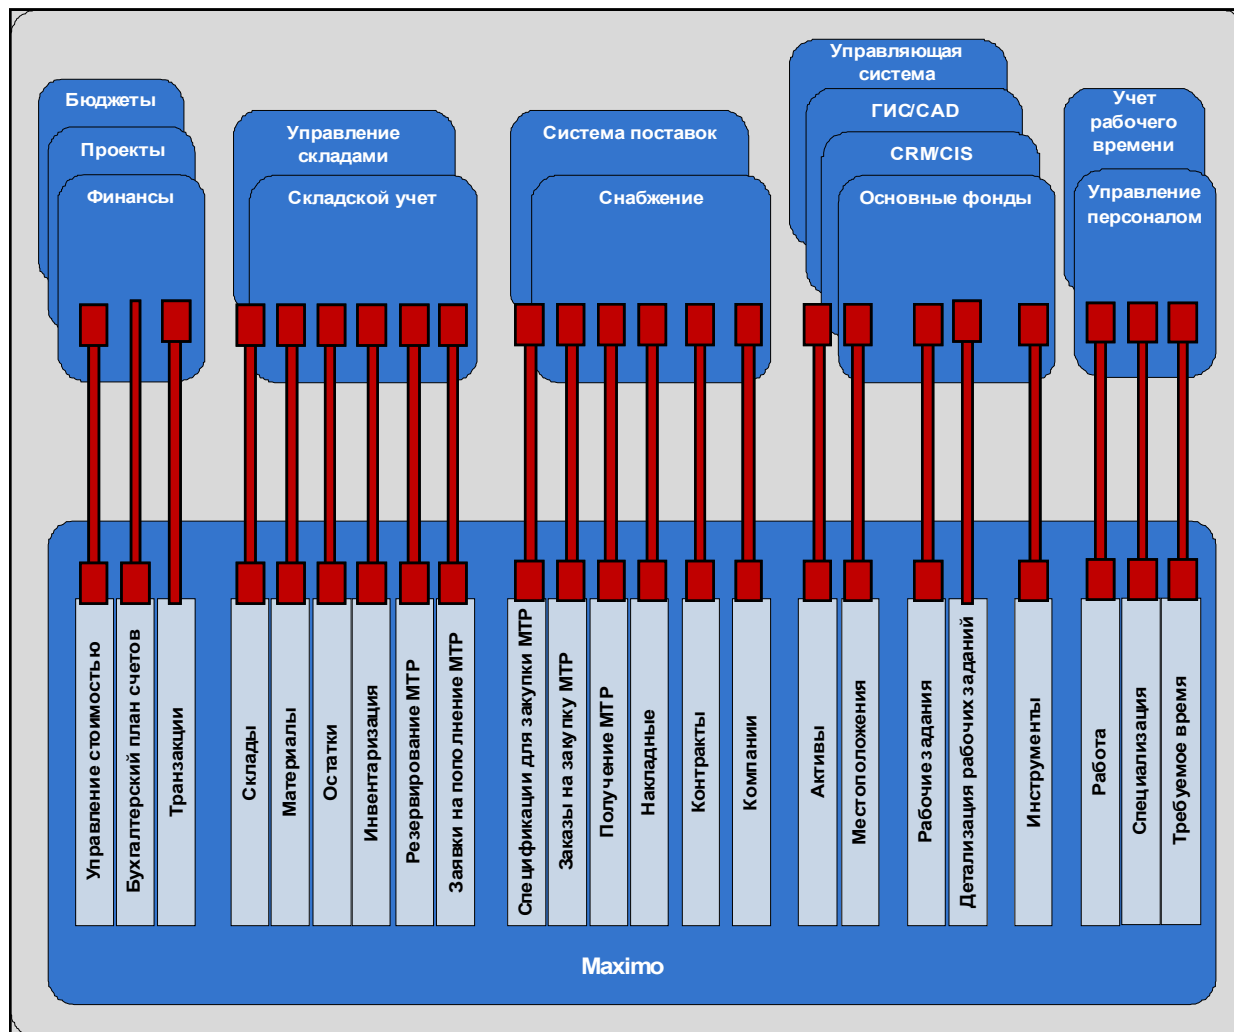 Бюджеты
Проекты
Финансы
Управление
складами
Складской учет
Система поставок
Снабжение
Управляющая
система
ГИС/CAD
CRM/CIS
Основные фонды
Учет
рабочего
времени
Управление
персоналом
Управление стоимостью
Бухгалтерский план счетов
Транзакции
Склады
Материалы
Остатки
Инвентаризация
Резервирование МТР
Заявки на пополнение МТР
Спецификации для закупки МТР
Заказы на закупку МТР
Получение МТР
Накладные
Контракты
Компании
Активы
Местоположения
Рабочие задания
Детализация рабочих заданий
Инструменты
Работа
Специализация
Требуемое время
Maximo